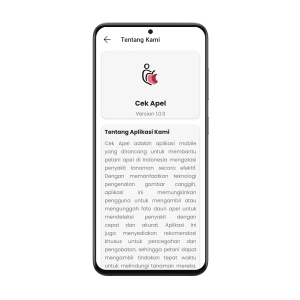 Tentang Kami
Cek Apel
Version 1.0.0
Tentang Aplikasi Kami
Cek Apel adalah aplikasi mobile
yang dirancang untuk membantu
petani apel di Indonesia mengatasi
penyakit tanaman secara efektif.
Dengan memanfaatkan teknologi
pengenalan gambar canggih,
aplikasi ini memungkinkan
pengguna untuk mengambil atau
mengunggah foto daun apel untuk
mendeteksi penyakit dengan
cepat dan akurat. Aplikasi ini
juga menyediakan rekomendasi
khusus untuk pencegahan dan
pengobatan, sehingga petani dapat
mengambil tindakan tepat waktu
untuk melindungi tanaman mereka.